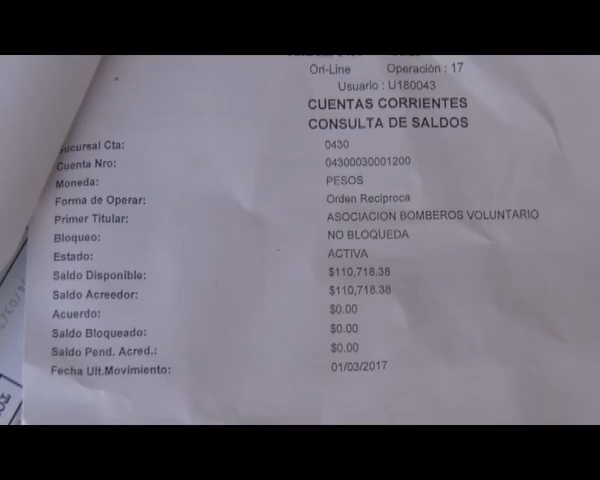 On-Line Operación : 17
Usuario : U180043
CUENTAS CORRIENTES
CONSULTA DE SALDOS
Sucursal Cta: 0430
Cuenta Nro: 04300030001200
Moneda: PESOS
Forma de Operar: Orden Reciproca
Primer Titular: ASOCIACION BOMBEROS VOLUNTARIO
Bloqueo: NO BLOQUEDA
Estado: ACTIVA
Saldo Disponible: $110,718.38
Saldo Acreedor: $110,718.38
Acuerdo: $0.00
Saldo Bloqueado: $0.00
Saldo Pend. Acred.: $0.00
Fecha Ult.Movimiento: 01/03/2017